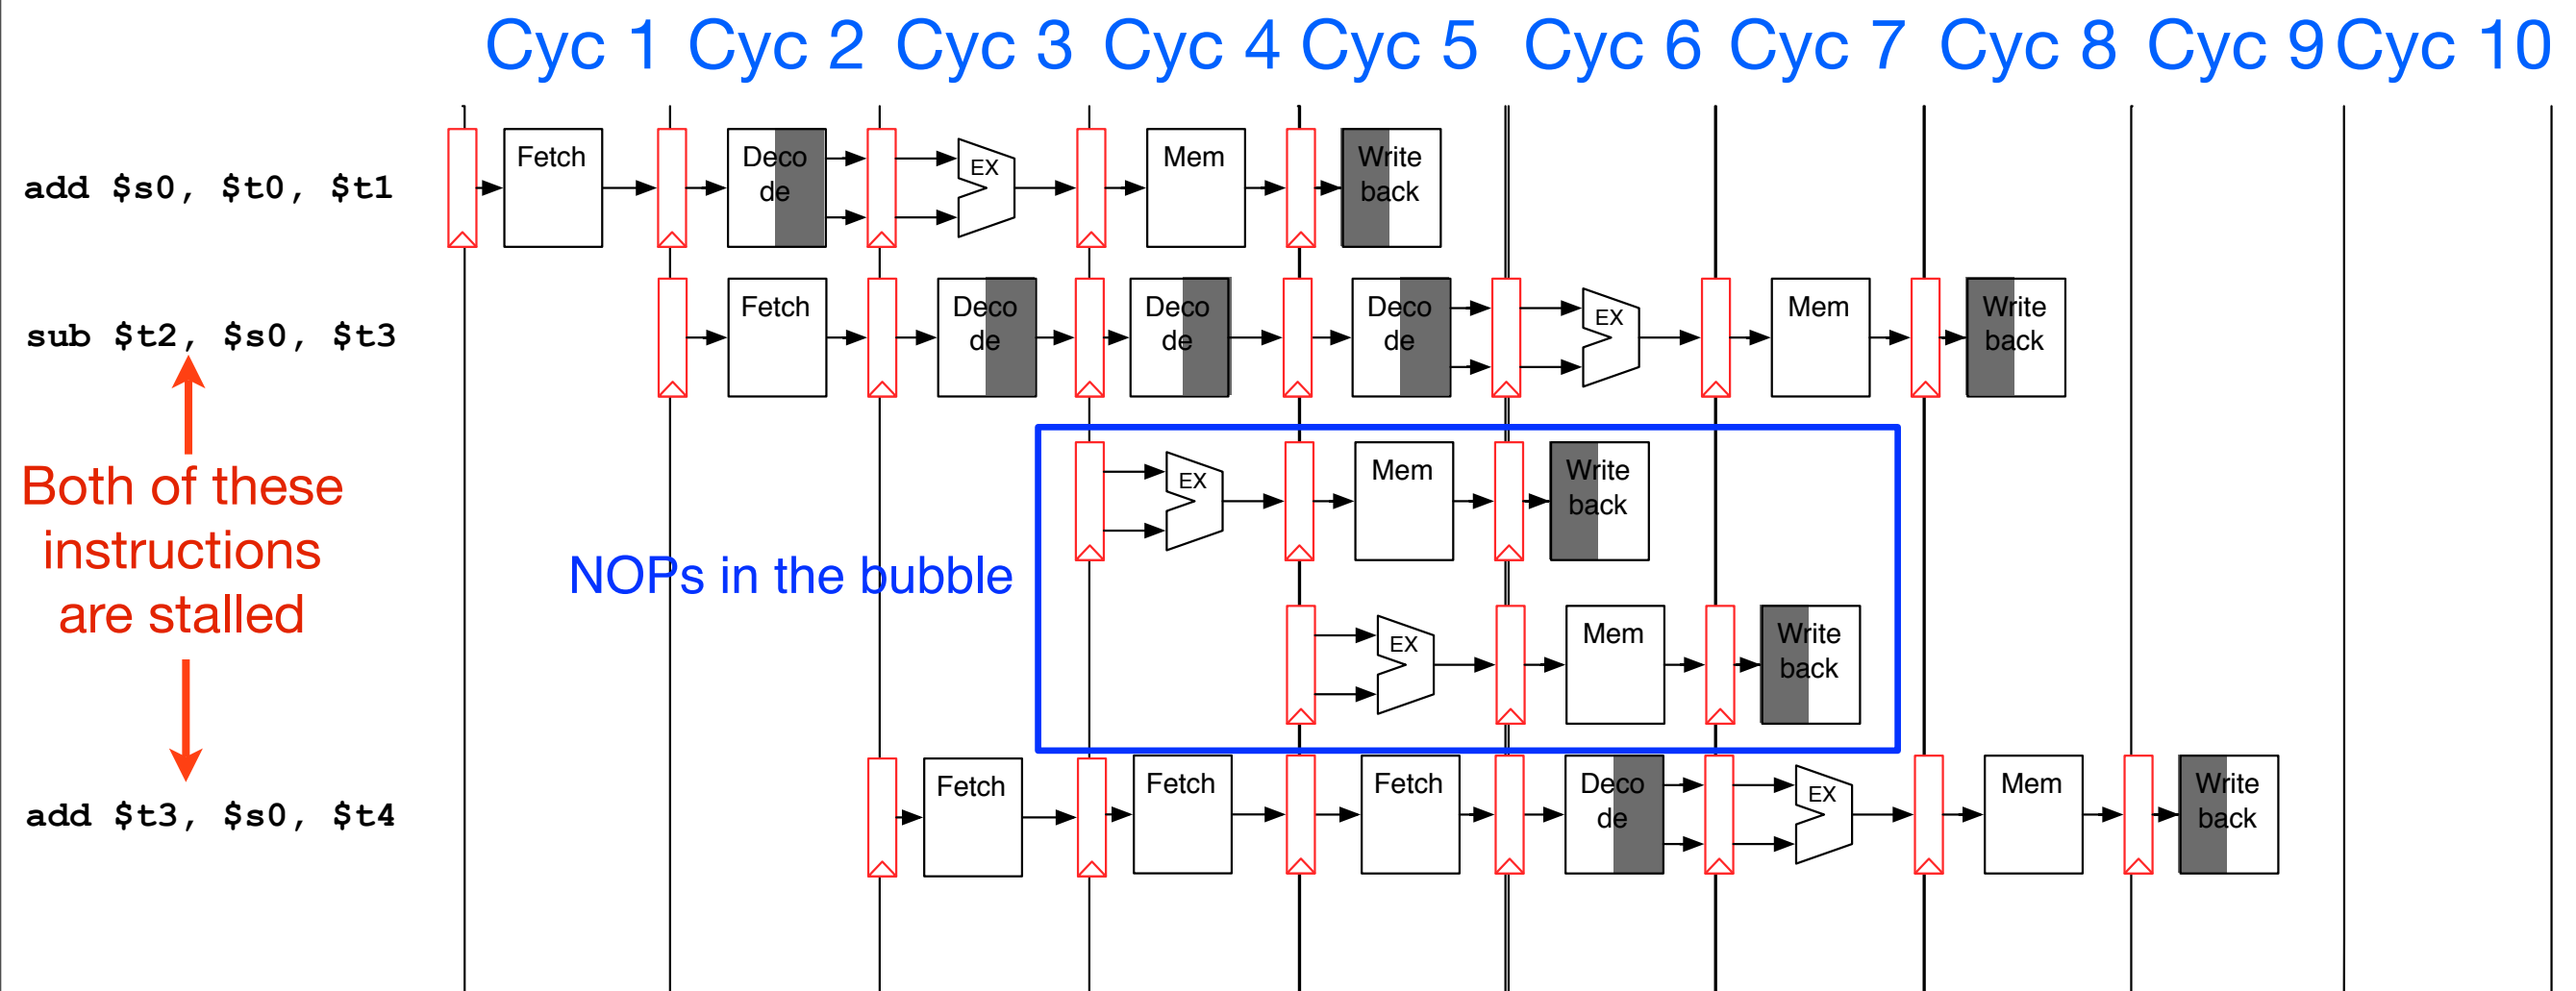 Cyc 1 Cyc 2 Cyc 3 Cyc 4 Cyc 5 Cyc 6 Cyc 7 Cyc 8 Cyc 9 Cyc 10
add $s0, $t0, $t1
Fetch
Deco
de
EX
Mem
Write
back
sub $t2, $s0, $t3
Fetch
Deco
de
Deco
de
Deco
de
EX
Mem
Write
back
Both of these
instructions
are stalled
NOPs in the bubble
EX
Mem
Write
back
EX
Mem
Write
back
add $t3, $s0, $t4
Fetch
Fetch
Fetch
Deco
de
EX
Mem
Write
back